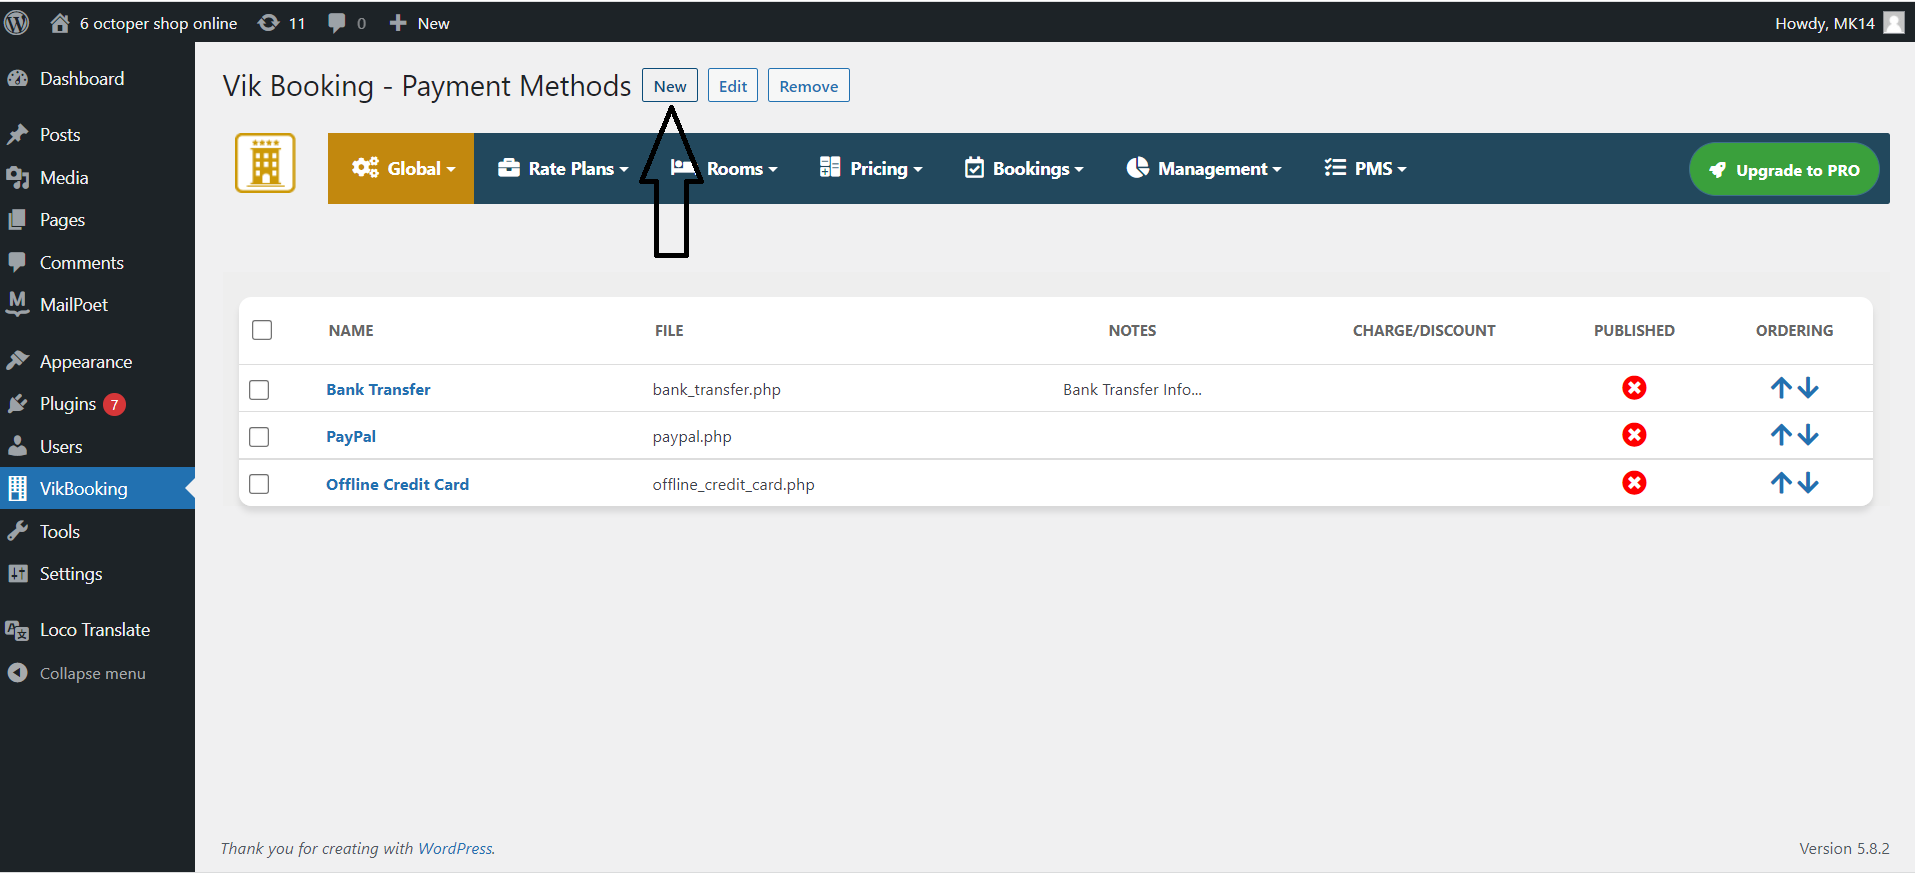 6 octoper shop online 11 0 New Howdy, MK14
Dashboard
Posts
Media
Pages
Comments
MailPoet
Appearance
Plugins 7
Users
VikBooking
Tools
Settings
Loco Translate
Collapse menu
Vik Booking - Payment Methods New Edit Remove
Global Rate Plans Rooms Pricing Bookings Management PMS Upgrade to PRO
NAME FILE NOTES CHARGE/DISCOUNT PUBLISHED ORDERING
Bank Transfer bank_transfer.php Bank Transfer Info...
PayPal paypal.php
Offline Credit Card offline_credit_card.php
Thank you for creating with WordPress. Version 5.8.2